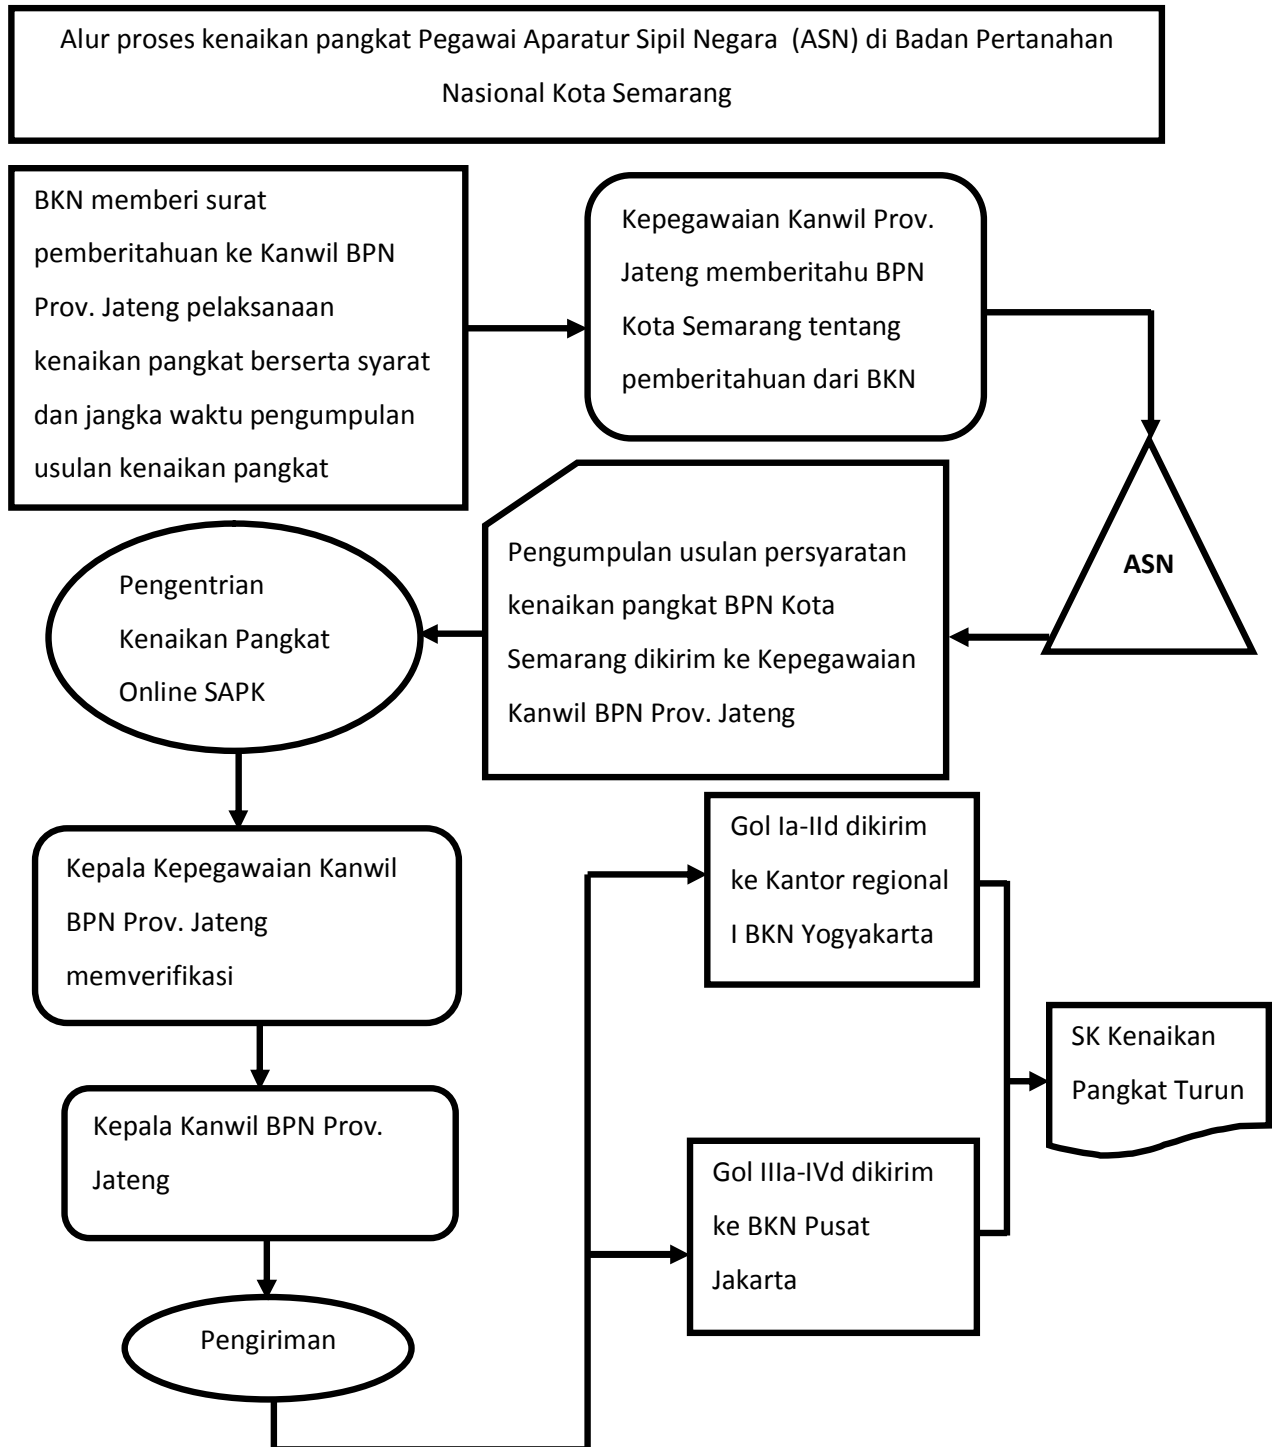 Alur proses kenaikan pangkat Pegawai Aparatur Sipil Negara (ASN) di Badan Pertanahan
Nasional Kota Semarang
BKN memberi surat
pemberitahuan ke Kanwil BPN
Prov. Jateng pelaksanaan
kenaikan pangkat berserta syarat
dan jangka waktu pengumpulan
usulan kenaikan pangkat
Kepegawaian Kanwil Prov.
Jateng memberitahu BPN
Kota Semarang tentang
pemberitahuan dari BKN
ASN
Pengumpulan usulan persyaratan
kenaikan pangkat BPN Kota
Semarang dikirim ke Kepegawaian
Kanwil BPN Prov. Jateng
Pengentrian
Kenaikan Pangkat
Online SAPK
Kepala Kepegawaian Kanwil
BPN Prov. Jateng
memverifikasi
Kepala Kanwil BPN Prov.
Jateng
Pengiriman
Gol Ia-IId dikirim
ke Kantor regional
I BKN Yogyakarta
Gol IIIa-IVd dikirim
ke BKN Pusat
Jakarta
SK Kenaikan
Pangkat Turun